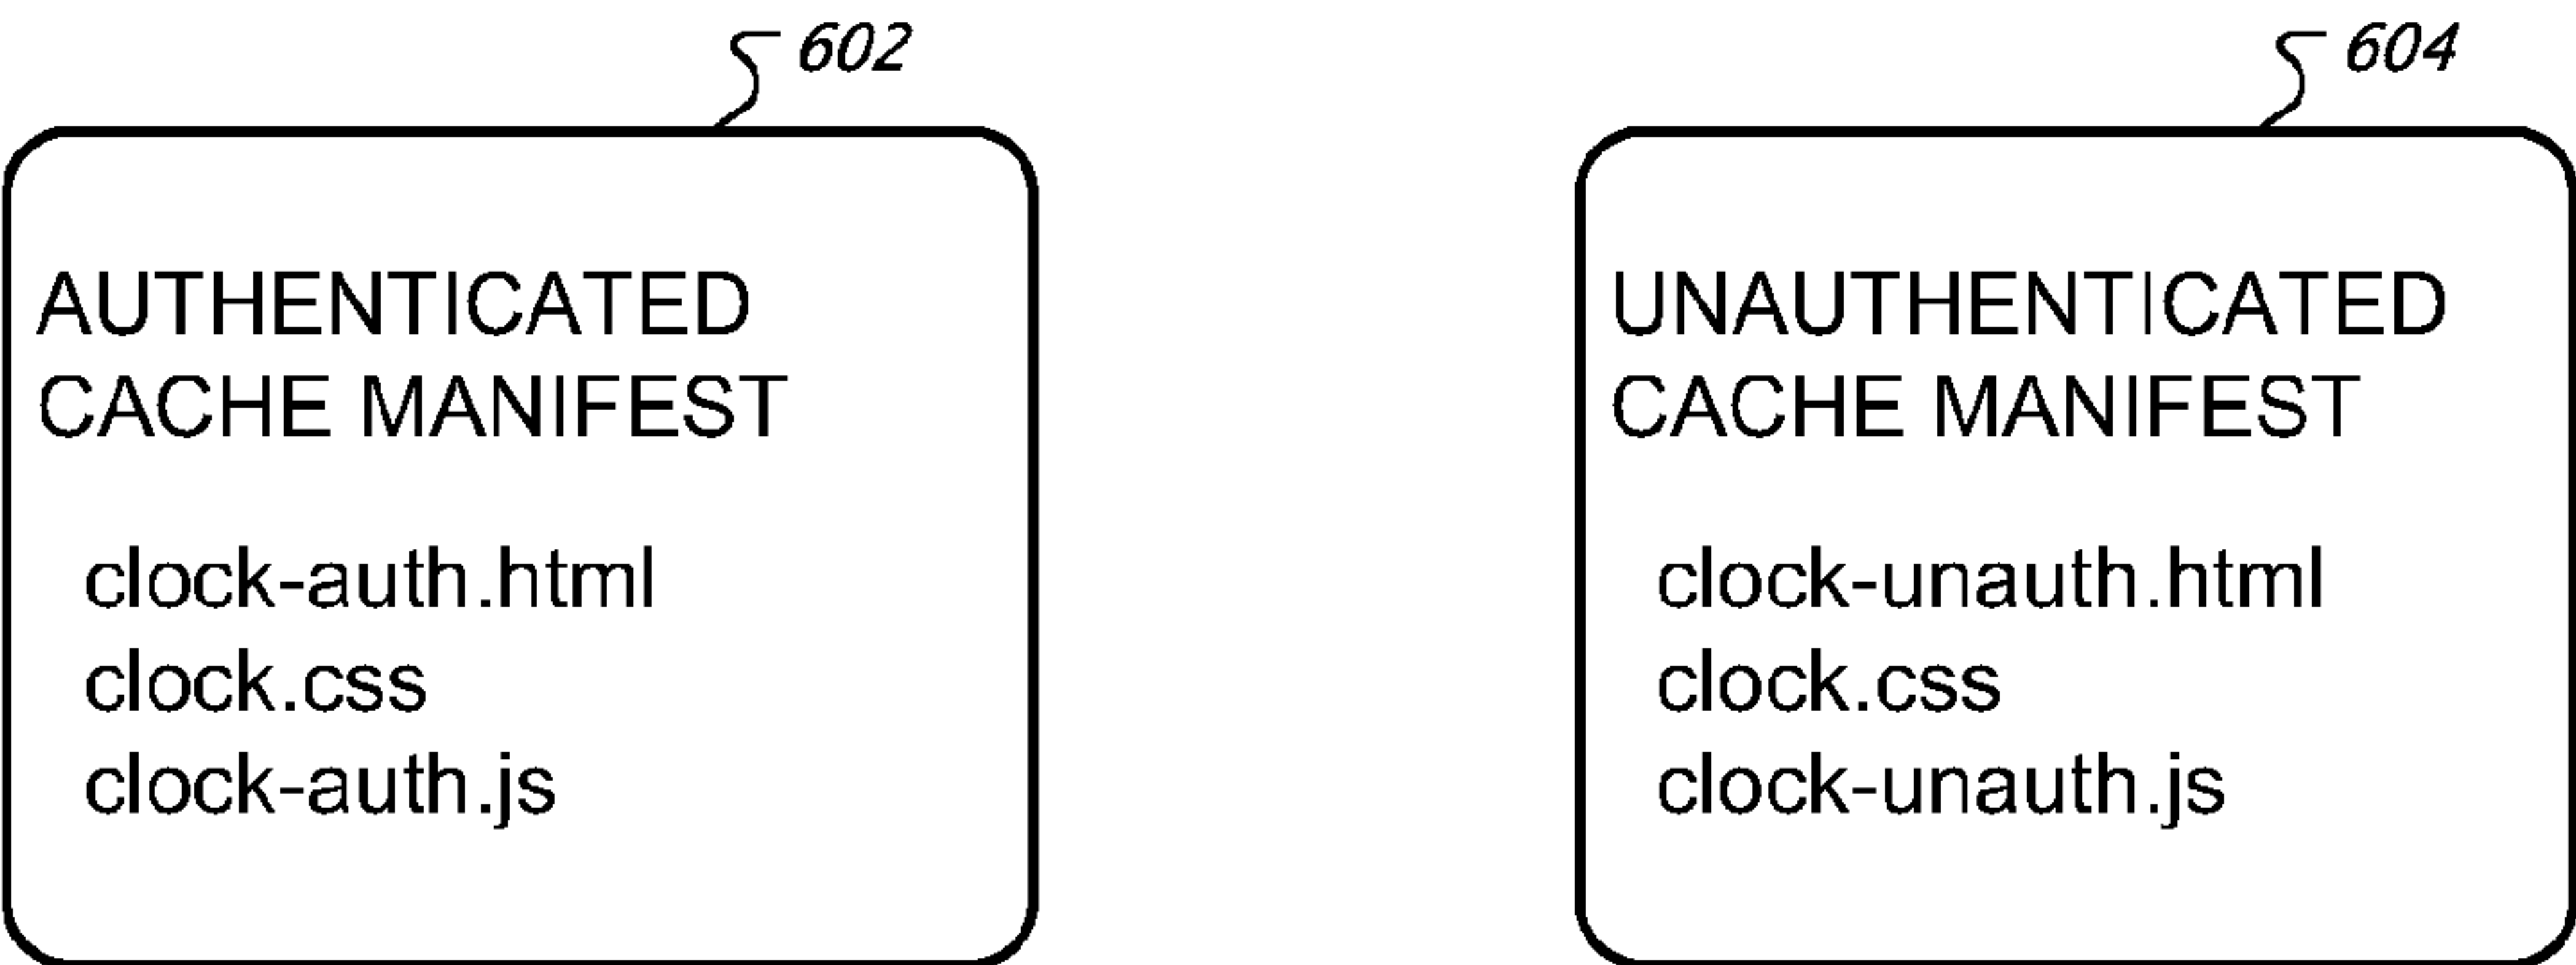 602
AUTHENTICATED
CACHE MANIFEST
clock-auth.html
clock.css
clock-auth.js
604
UNAUTHENTICATED
CACHE MANIFEST
clock-unauth.html
clock.css
clock-unauth.js